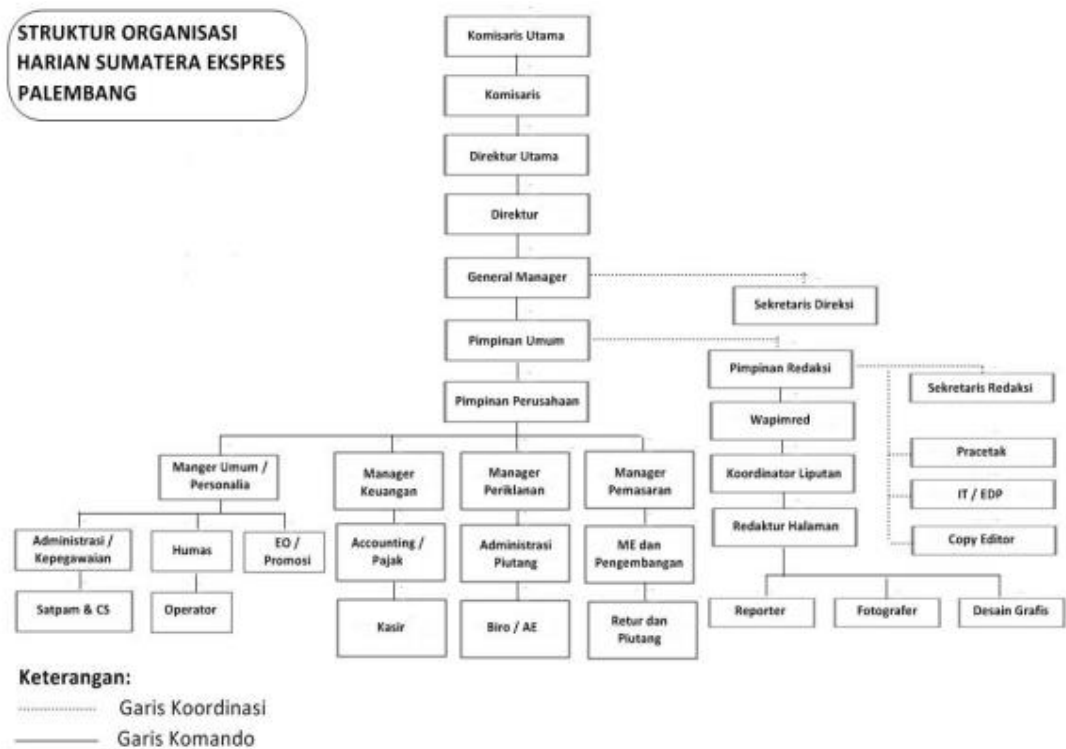 STRUKTUR ORGANISASI
HARIAN SUMATERA EKSPRES
PALEMBANG
Komisaris Utama
Komisaris
Direktur Utama
Direktur
General Manager
Sekretaris Direksi
Pimpinan Umum
Pimpinan Redaksi
Sekretaris Redaksi
Pimpinan Perusahaan
Wapimred
Manger Umum /
Personalia
Manager
Keuangan
Manager
Periklanan
Manager
Pemasaran
Koordinator Liputan
Pracetak
IT / EDP
Administrasi /
Kepegawaian
Humas
EO /
Promosi
Accounting /
Pajak
Administrasi
Piutang
ME dan
Pengembangan
Redaktur Halaman
Copy Editor
Satpam & CS
Operator
Kasir
Biro / AE
Retur dan
Piutang
Reporter
Fotografer
Desain Grafis
Keterangan:
Garis Koordinasi
Garis Komando